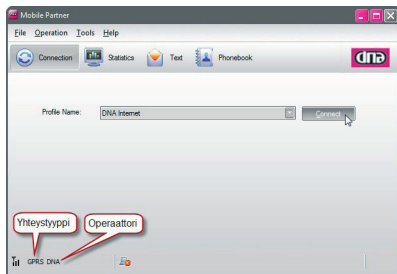 Mobile Partner
File Operation Tools Help
Connection Statistics Text Phonebook dna
Profile Name: DNA Internet Connect
Yhteystyyppi Operaattori
GPRS DNA